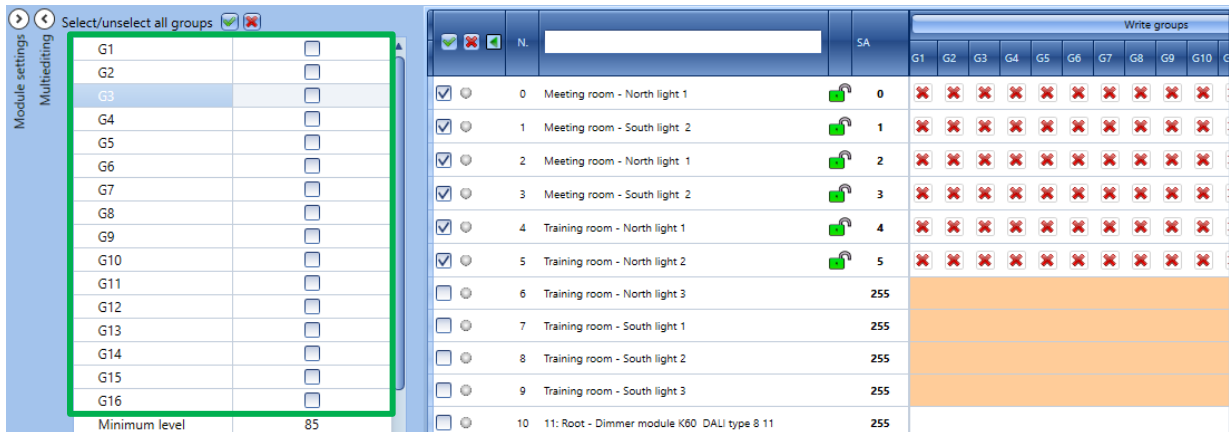 Module settings
Multiediting
Select/unselect all groups
G1
G2
G3
G4
G5
G6
G7
G8
G9
G10
G11
G12
G13
G14
G15
G16
Minimum level 85
N. SA Write groups
G1 G2 G3 G4 G5 G6 G7 G8 G9 G10
0 Meeting room - North light 1 0
1 Meeting room - South light 2 1
2 Meeting room - North light 1 2
3 Meeting room - South light 2 3
4 Training room - North light 1 4
5 Training room - North light 2 5
6 Training room - North light 3 255
7 Training room - South light 1 255
8 Training room - South light 2 255
9 Training room - South light 3 255
10 11: Root - Dimmer module K60 DALI type 8 11 255